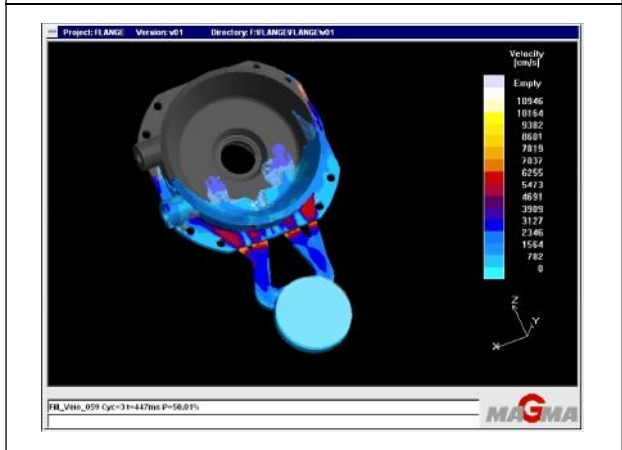 Project: FLANGE Version: v01 Directory: F:\FLANGE\FLANGE\v01
Velocity
[cm/s]
Empty
10946
10164
9382
8601
7819
7037
6255
5473
4691
3909
3127
2346
1564
782
0
Z
Y
X
Fill_Velo_059 Cyc=3 t=447ms P=50.01%
MAGMA